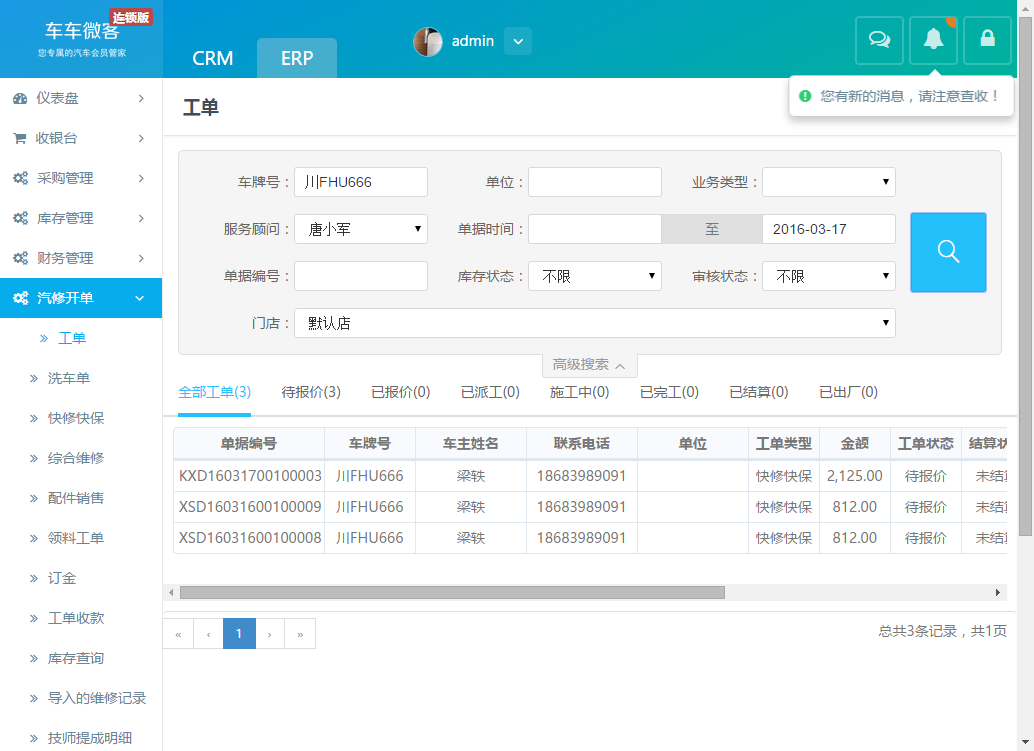 车车微客
连锁版
您专属的汽车会员管家
CRM
ERP
admin
您有新的消息，请注意查收！
仪表盘
收银台
采购管理
库存管理
财务管理
汽修开单
工单
洗车单
快修快保
综合维修
配件销售
领料工单
订金
工单收款
库存查询
导入的维修记录
技师提成明细
工单
车牌号： 川FHU666 单位： 业务类型：
服务顾问： 唐小军 单据时间： 至 2016-03-17
单据编号： 库存状态： 不限 审核状态： 不限
门店： 默认店
高级搜索
全部工单(3) 待报价(3) 已报价(0) 已派工(0) 施工中(0) 已完工(0) 已结算(0) 已出厂(0)
单据编号 车牌号 车主姓名 联系电话 单位 工单类型 金额 工单状态 结算状
KXD16031700100003 川FHU666 梁轶 18683989091 快修快保 2,125.00 待报价 未结
XSD16031600100009 川FHU666 梁轶 18683989091 快修快保 812.00 待报价 未结
XSD16031600100008 川FHU666 梁轶 18683989091 快修快保 812.00 待报价 未结
« ‹ 1 › »
总共3条记录，共1页